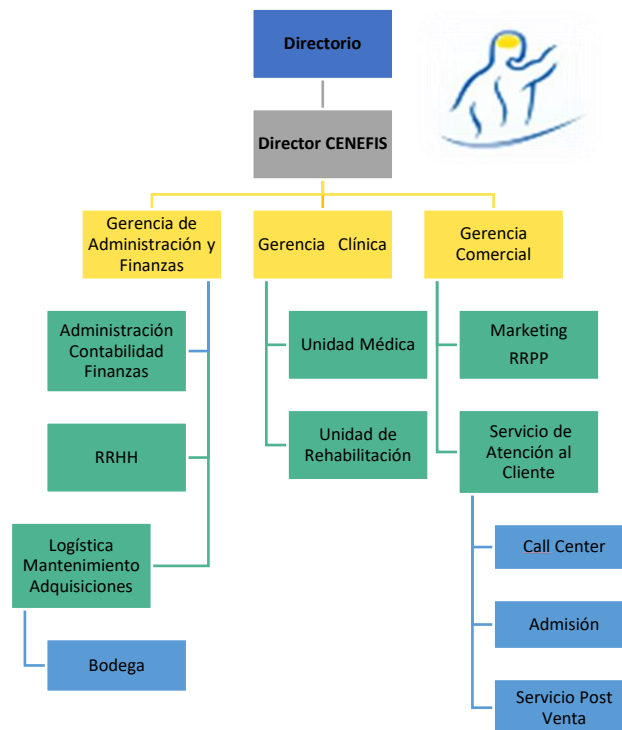 Directorio
Director CENEFIS
Gerencia de
Administración y
Finanzas
Gerencia Clínica
Gerencia
Comercial
Administración
Contabilidad
Finanzas
Unidad Médica
Marketing
RRPP
RRHH
Unidad de
Rehabilitación
Servicio de
Atención al
Cliente
Logística
Mantenimiento
Adquisiciones
Call Center
Admisión
Bodega
Servicio Post
Venta